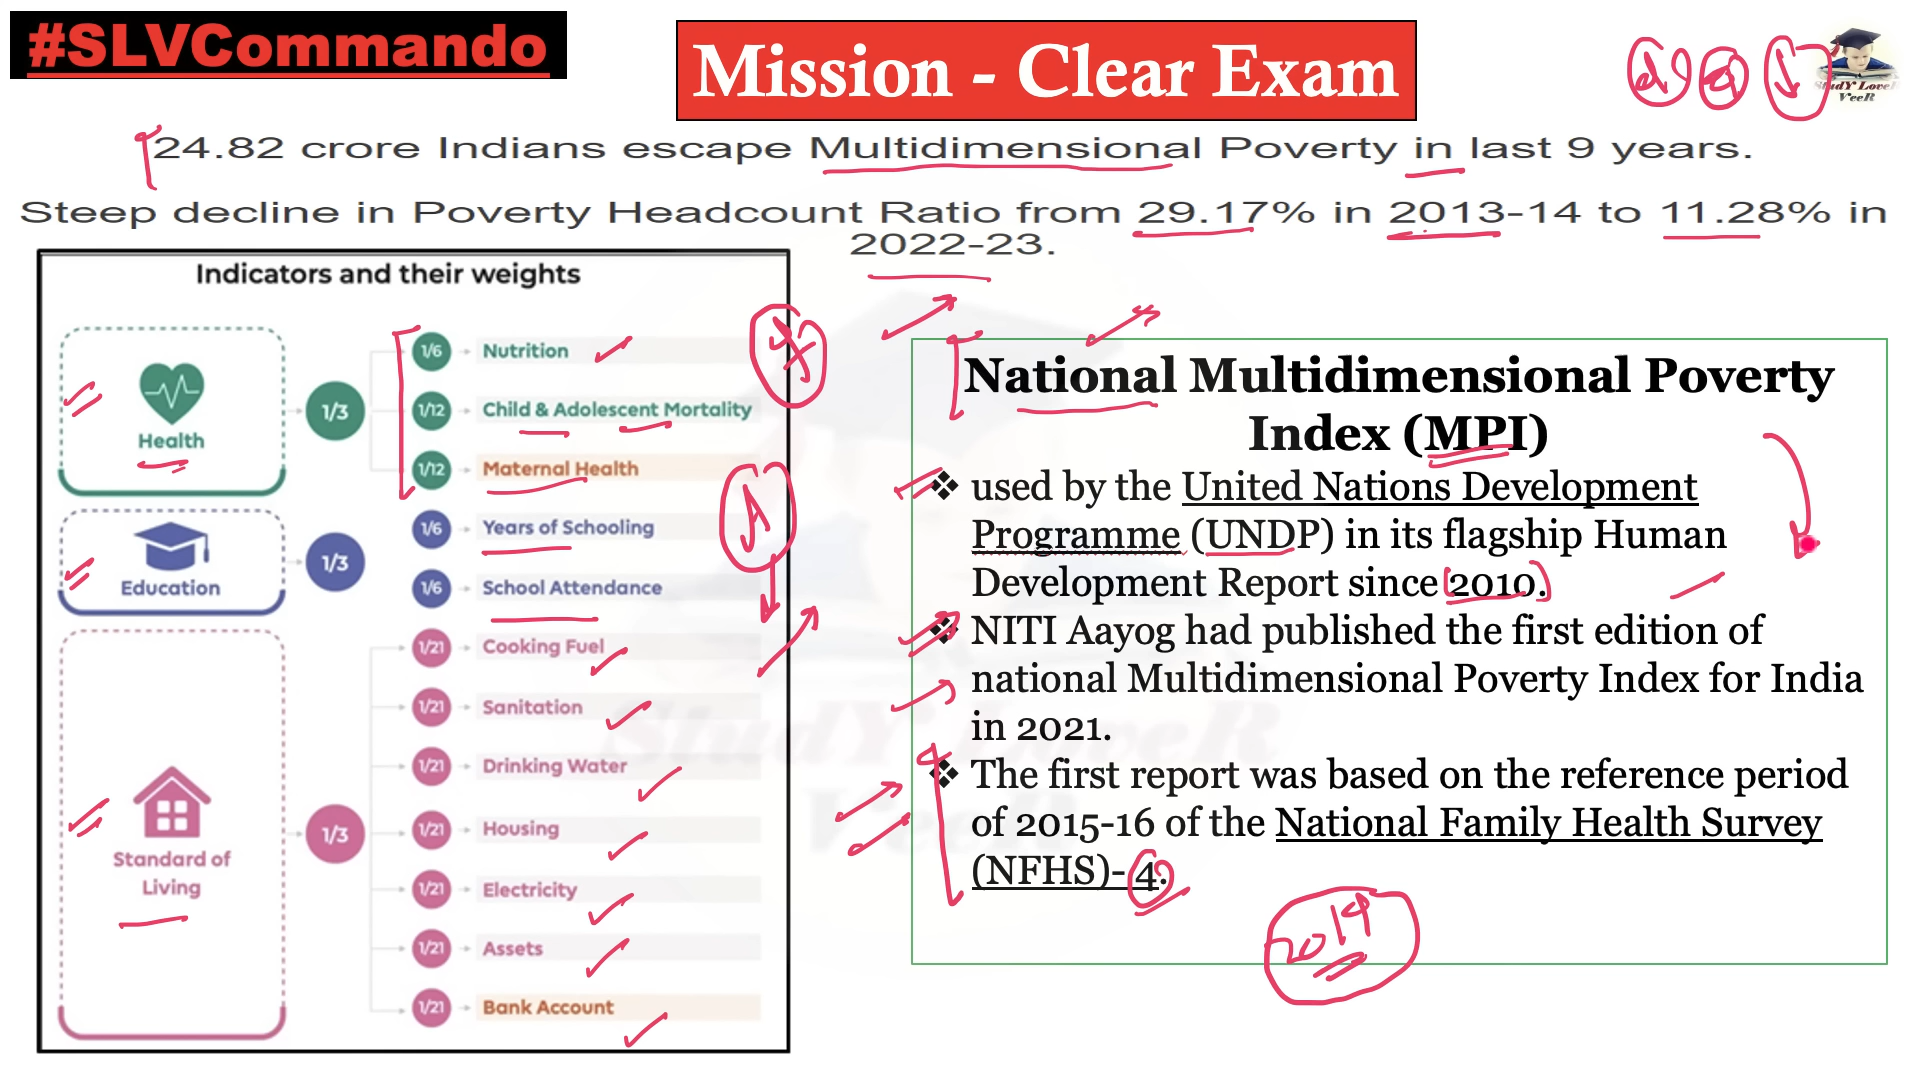 #SLVCommando
Mission - Clear Exam
StudY LoveR
VeeR
24.82 crore Indians escape Multidimensional Poverty in last 9 years.
Steep decline in Poverty Headcount Ratio from 29.17% in 2013-14 to 11.28% in
2022-23.
Indicators and their weights
Health
1/3
1/6 Nutrition
1/12 Child & Adolescent Mortality
1/12 Maternal Health
Education
1/3
1/6 Years of Schooling
1/6 School Attendance
Standard of
Living
1/3
1/21 Cooking Fuel
1/21 Sanitation
1/21 Drinking Water
1/21 Housing
1/21 Electricity
1/21 Assets
1/21 Bank Account
A
National Multidimensional Poverty
Index (MPI)
❖ used by the United Nations Development
Programme (UNDP) in its flagship Human
Development Report since 2010.
❖ NITI Aayog had published the first edition of
national Multidimensional Poverty Index for India
in 2021.
❖ The first report was based on the reference period
of 2015-16 of the National Family Health Survey
(NFHS)- 4.
2019
StudY LoveR
VeeR